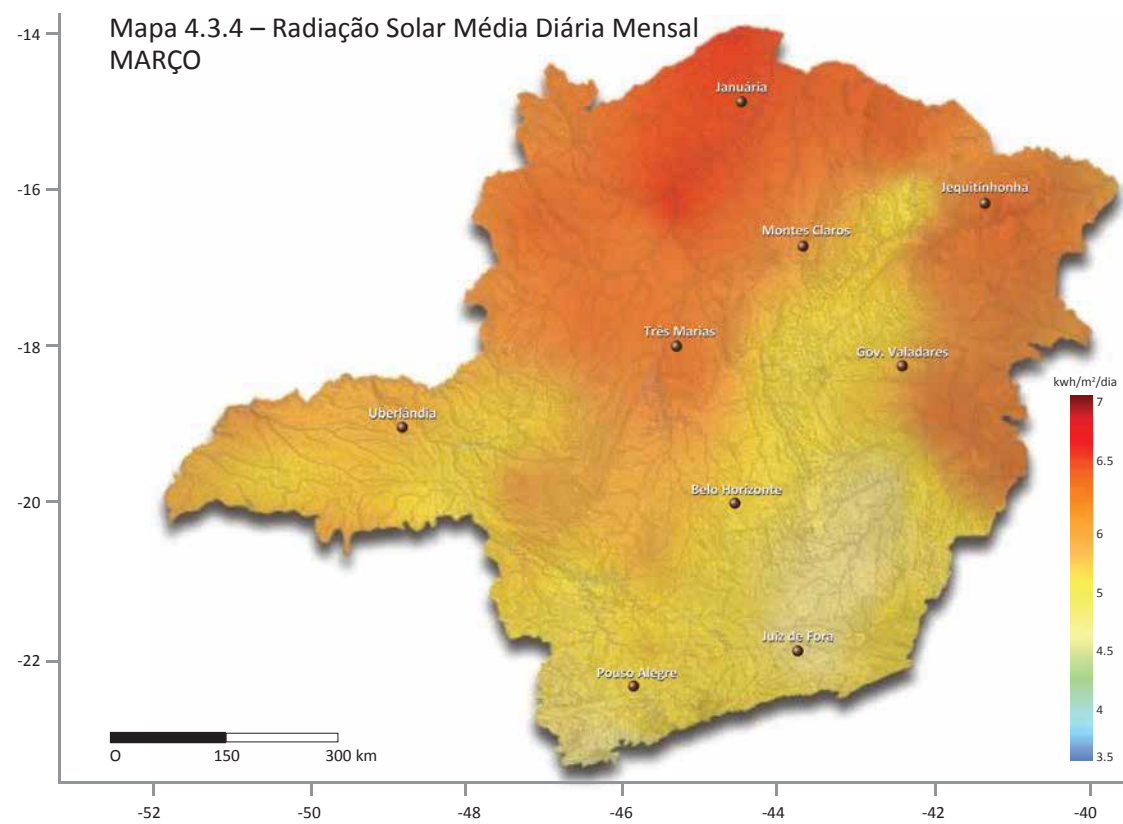 Mapa 4.3.4 – Radiação Solar Média Diária Mensal
MARÇO
-14
-16
-18
-20
-22
Januária
Jequitinhonha
Montes Claros
Três Marias
Gov. Valadares
Uberlândia
Belo Horizonte
Juiz de Fora
Pouso Alegre
kwh/m²/dia
7
6.5
6
5
4.5
4
3.5
O 150 300 km
-52 -50 -48 -46 -44 -42 -40